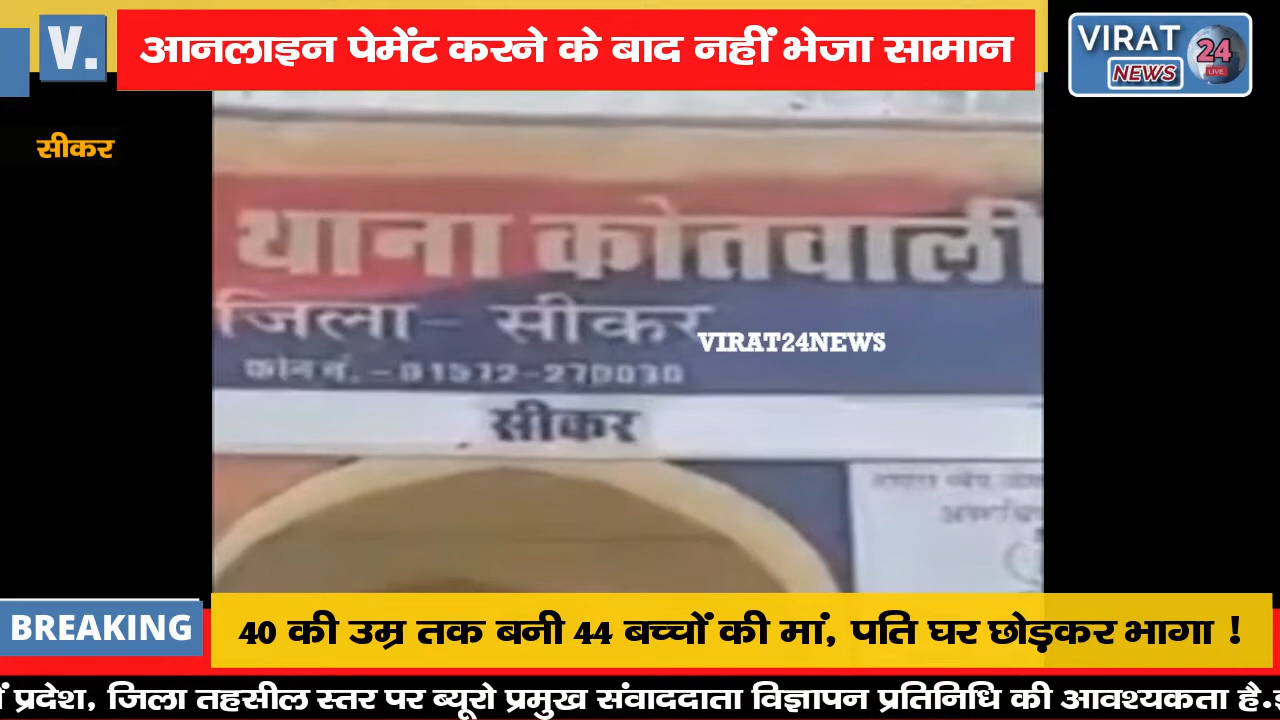 V.
आनलाइन पेमेंट करने के बाद नहीं भेजा सामान
VIRAT
24
NEWS
LIVE
सीकर
थाना कोतवाली
जिला- सीकर
VIRAT24NEWS
फोन नं.
सीकर
BREAKING
40 की उम्र तक बनी 44 बच्चों की मां, पति घर छोड़कर भागा !
प्रदेश, जिला तहसील स्तर पर ब्यूरो प्रमुख संवाददाता विज्ञापन प्रतिनिधि की आवश्यकता है.